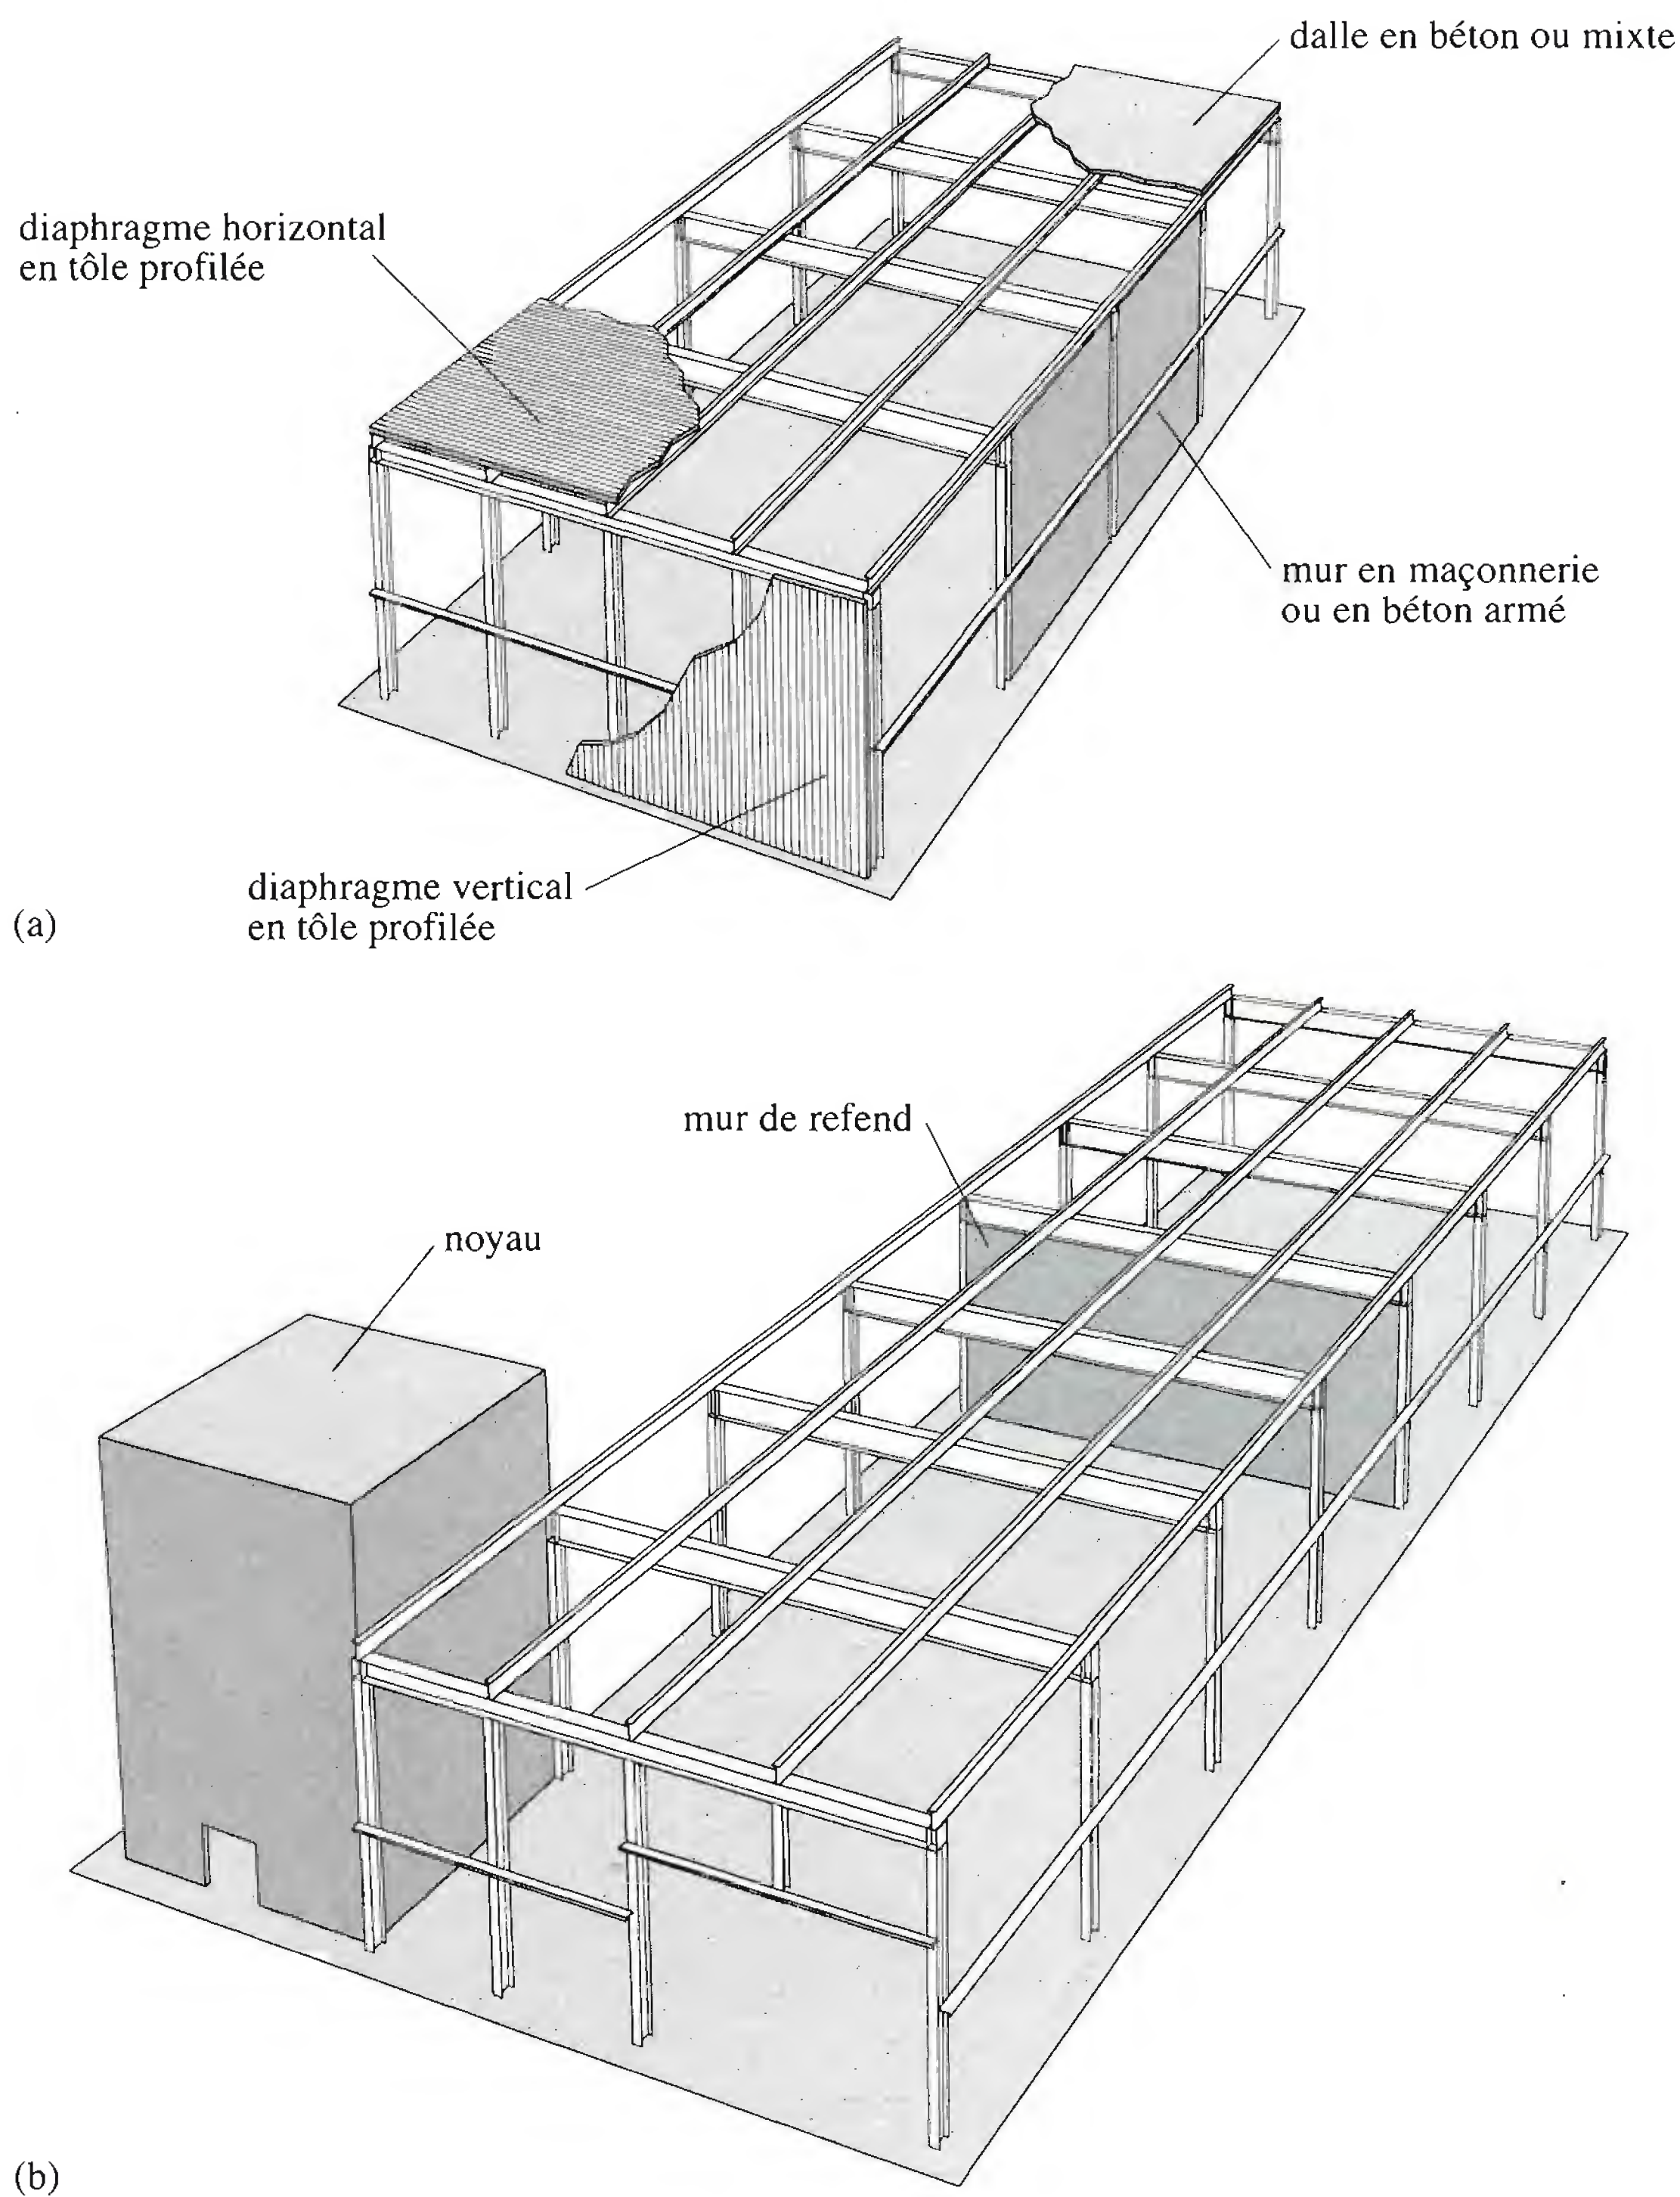 dalle en béton ou mixte
diaphragme horizontal
en tôle profilée
mur en maçonnerie
ou en béton armé
diaphragme vertical
en tôle profilée
(a)
mur de refend
noyau
(b)